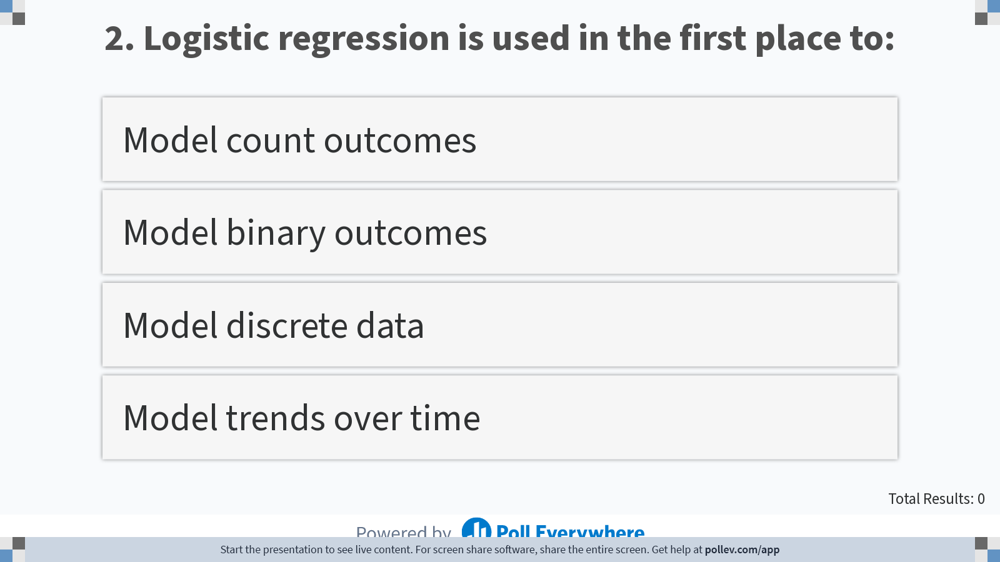 2. Logistic regression is used in the first place to:
Model count outcomes
Model binary outcomes
Model discrete data
Model trends over time
Total Results: 0
Powered by Poll Everywhere
Start the presentation to see live content. For screen share software, share the entire screen. Get help at pollev.com/app